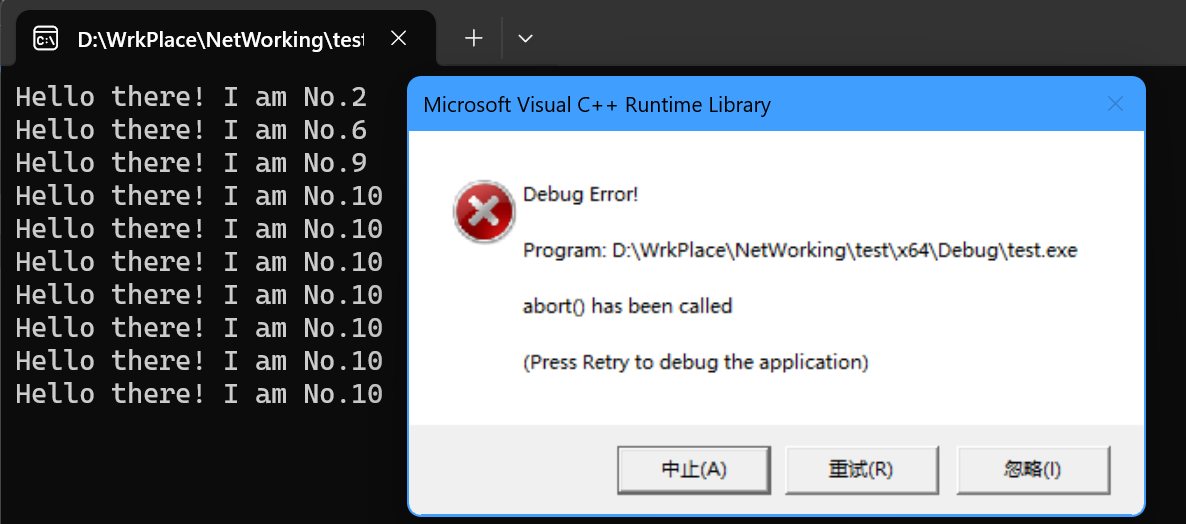 D:\WrkPlace\NetWorking\test
Hello there! I am No.2
Hello there! I am No.6
Hello there! I am No.9
Hello there! I am No.10
Hello there! I am No.10
Hello there! I am No.10
Hello there! I am No.10
Hello there! I am No.10
Hello there! I am No.10
Hello there! I am No.10
Microsoft Visual C++ Runtime Library
Debug Error!
Program: D:\WrkPlace\NetWorking\test\x64\Debug\test.exe
abort() has been called
(Press Retry to debug the application)
中止(A) 重试(R) 忽略(I)